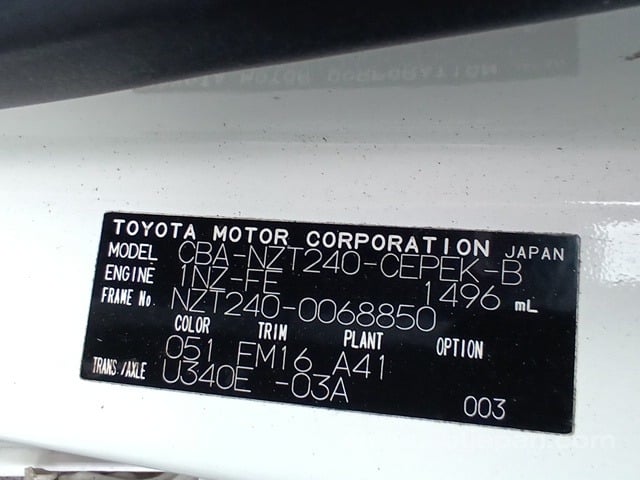 TOYOTA MOTOR CORPORATION JAPAN
MODEL CBA-NZT240-CEPEK-B
ENGINE 1NZ-FE 1496 mL
FRAME No. NZT240-0068850
COLOR TRIM PLANT OPTION
051 FM16 A41
TRANS./AXLE U340E -03A
003